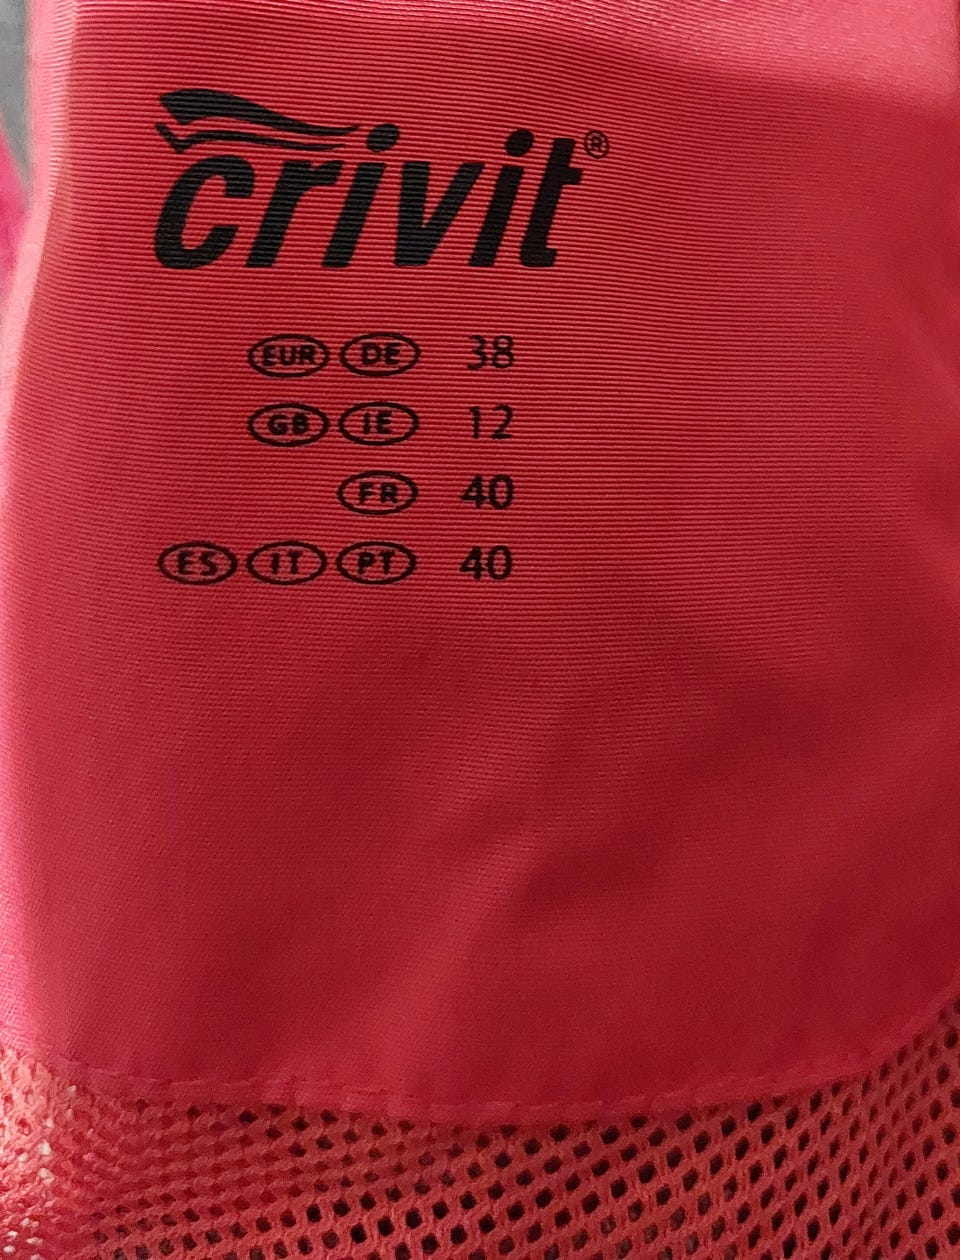 crivit®
EUR DE 38
GB IE 12
FR 40
ES IT PT 40